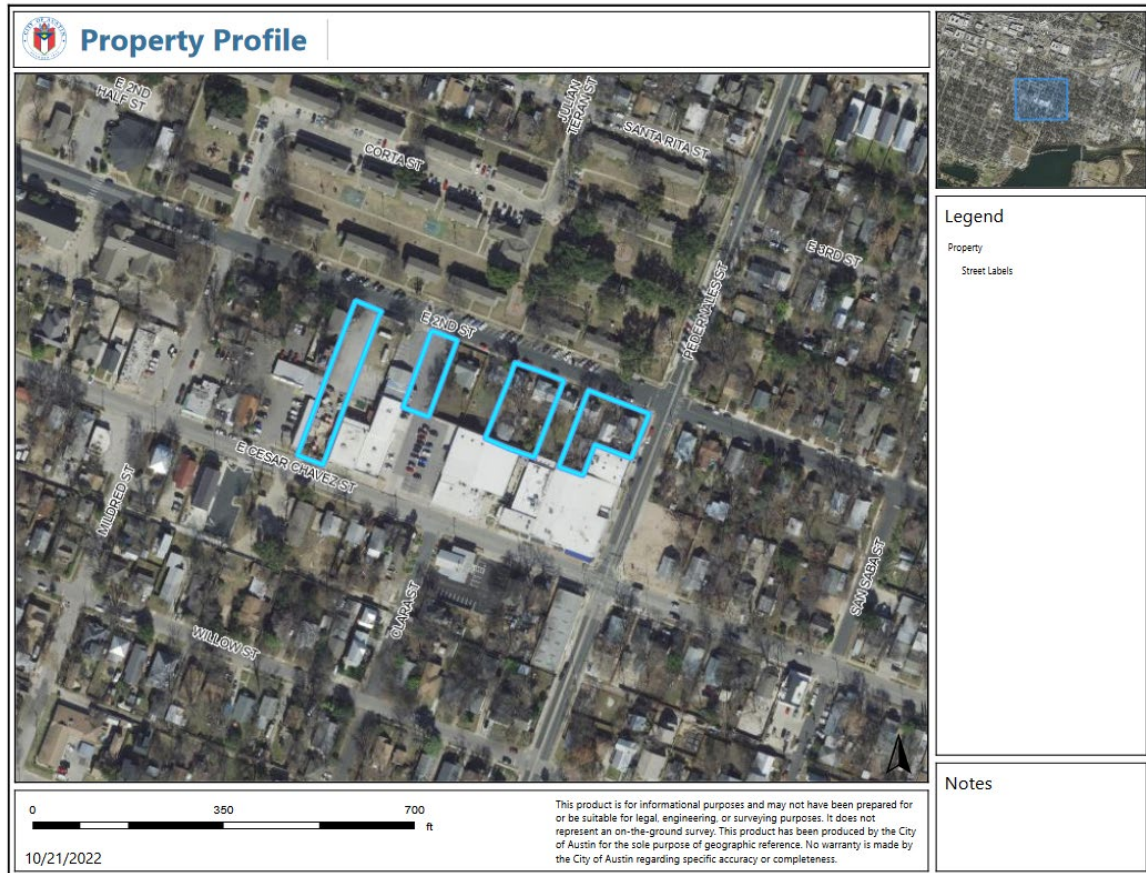 CITY OF AUSTIN
Property Profile
E 2ND
HALF ST
JULIAN
TERAN ST
SANTA RITA ST
CORTA ST
E 3RD ST
PEDERNALES ST
E 2ND ST
E CESAR CHAVEZ ST
MILDRED ST
CLARA ST
SAN SABA ST
WILLOW ST
Legend
Property
Street Labels
Notes
0 350 700
ft
10/21/2022
This product is for informational purposes and may not have been prepared for
or be suitable for legal, engineering, or surveying purposes. It does not
represent an on-the-ground survey. This product has been produced by the City
of Austin for the sole purpose of geographic reference. No warranty is made by
the City of Austin regarding specific accuracy or completeness.